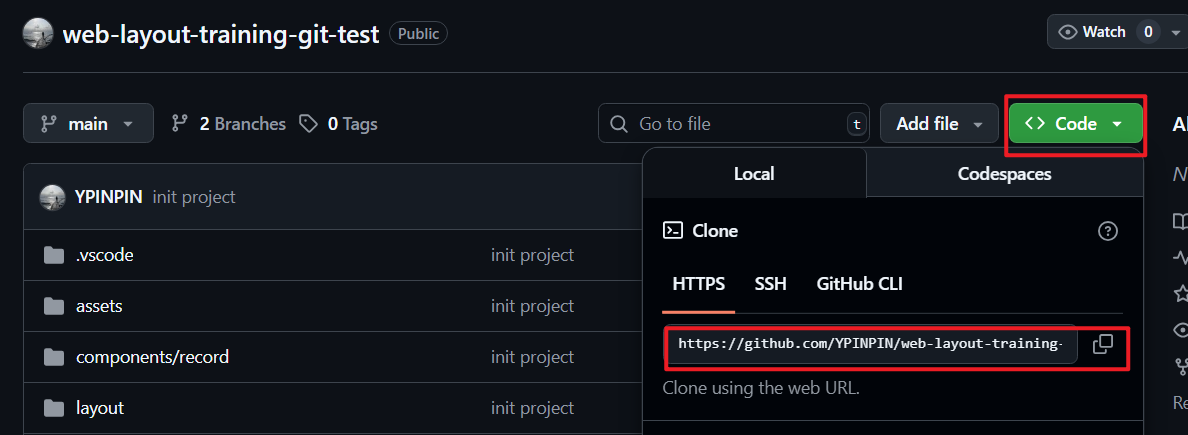 web-layout-training-git-test Public
Watch 0
main 2 Branches 0 Tags
Go to file t
Add file
<> Code
YPINPIN init project
.vscode init project
assets init project
components/record init project
layout init project
Local Codespaces
Clone
HTTPS SSH GitHub CLI
https://github.com/YPINPIN/web-layout-training-
Clone using the web URL.